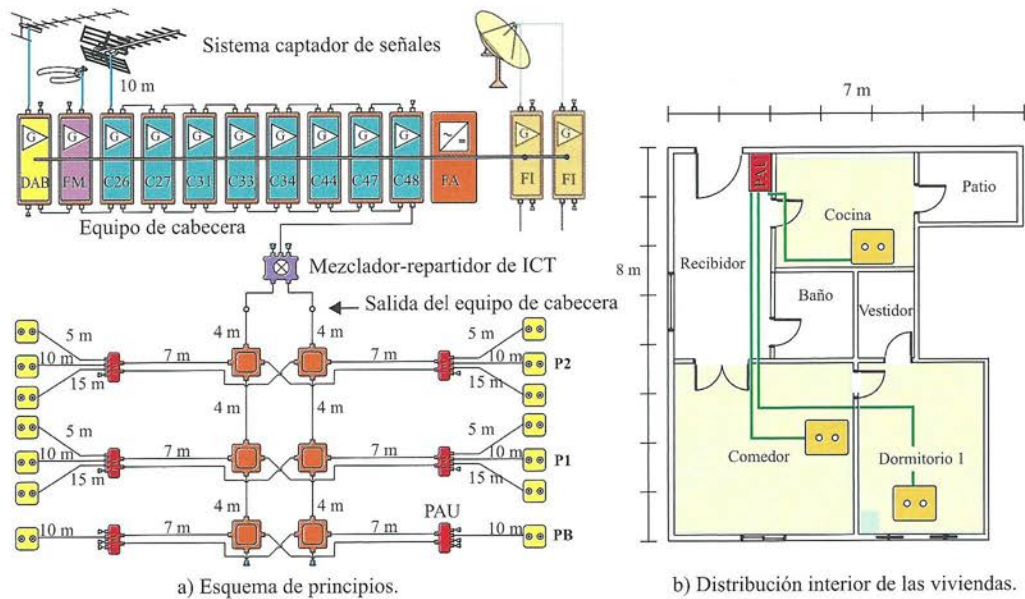 Sistema captador de señales
10 m
G G G G G G G G G G G G
DAB FM C26 C27 C31 C33 C34 C44 C47 C48 FA FI FI
Equipo de cabecera
Mezclador-repartidor de ICT
Salida del equipo de cabecera
4 m 4 m
5 m 5 m
10 m 7 m 7 m 10 m P2
15 m 15 m
4 m 4 m
5 m 5 m
10 m 7 m 7 m 10 m P1
15 m 15 m
4 m 4 m
PAU
10 m 7 m 7 m 10 m PB
a) Esquema de principios.
7 m
8 m
PAU
Cocina
Patio
Recibidor
Baño
Vestidor
Comedor
Dormitorio 1
b) Distribución interior de las viviendas.